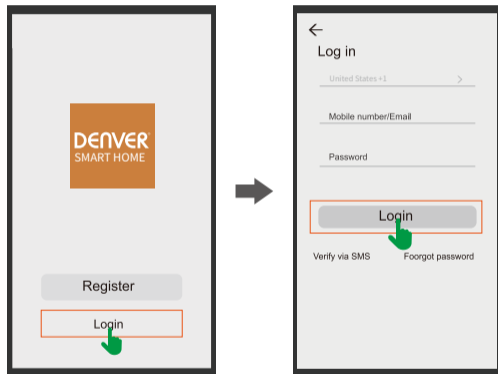 DENVER
SMART HOME
Register
Login
Log in
United States +1
Mobile number/Email
Password
Login
Verify via SMS Foorgot password